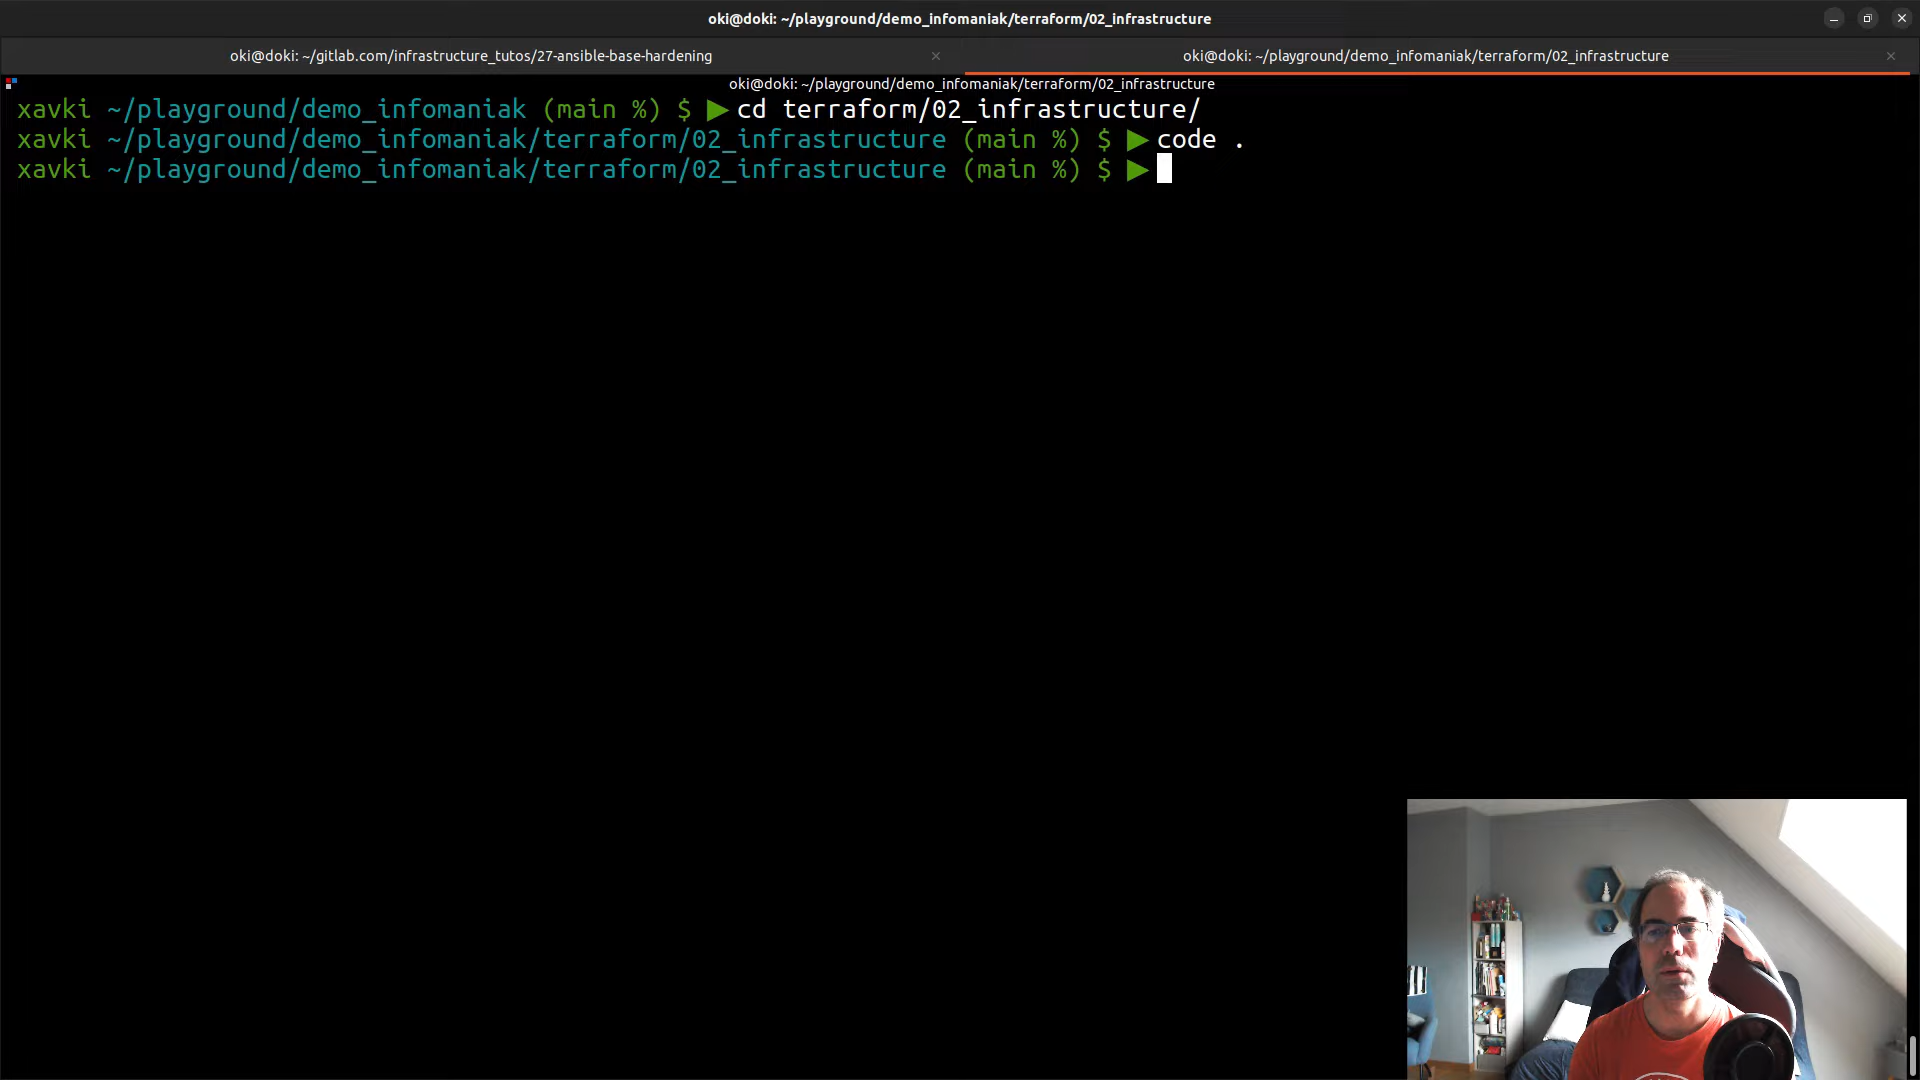 oki@doki: ~/playground/demo_infomaniak/terraform/02_infrastructure
oki@doki: ~/gitlab.com/infrastructure_tutos/27-ansible-base-hardening
oki@doki: ~/playground/demo_infomaniak/terraform/02_infrastructure
oki@doki: ~/playground/demo_infomaniak/terraform/02_infrastructure
xavki ~/playground/demo_infomaniak (main %) $ ▶cd terraform/02_infrastructure/
xavki ~/playground/demo_infomaniak/terraform/02_infrastructure (main %) $ ▶code .
xavki ~/playground/demo_infomaniak/terraform/02_infrastructure (main %) $ ▶